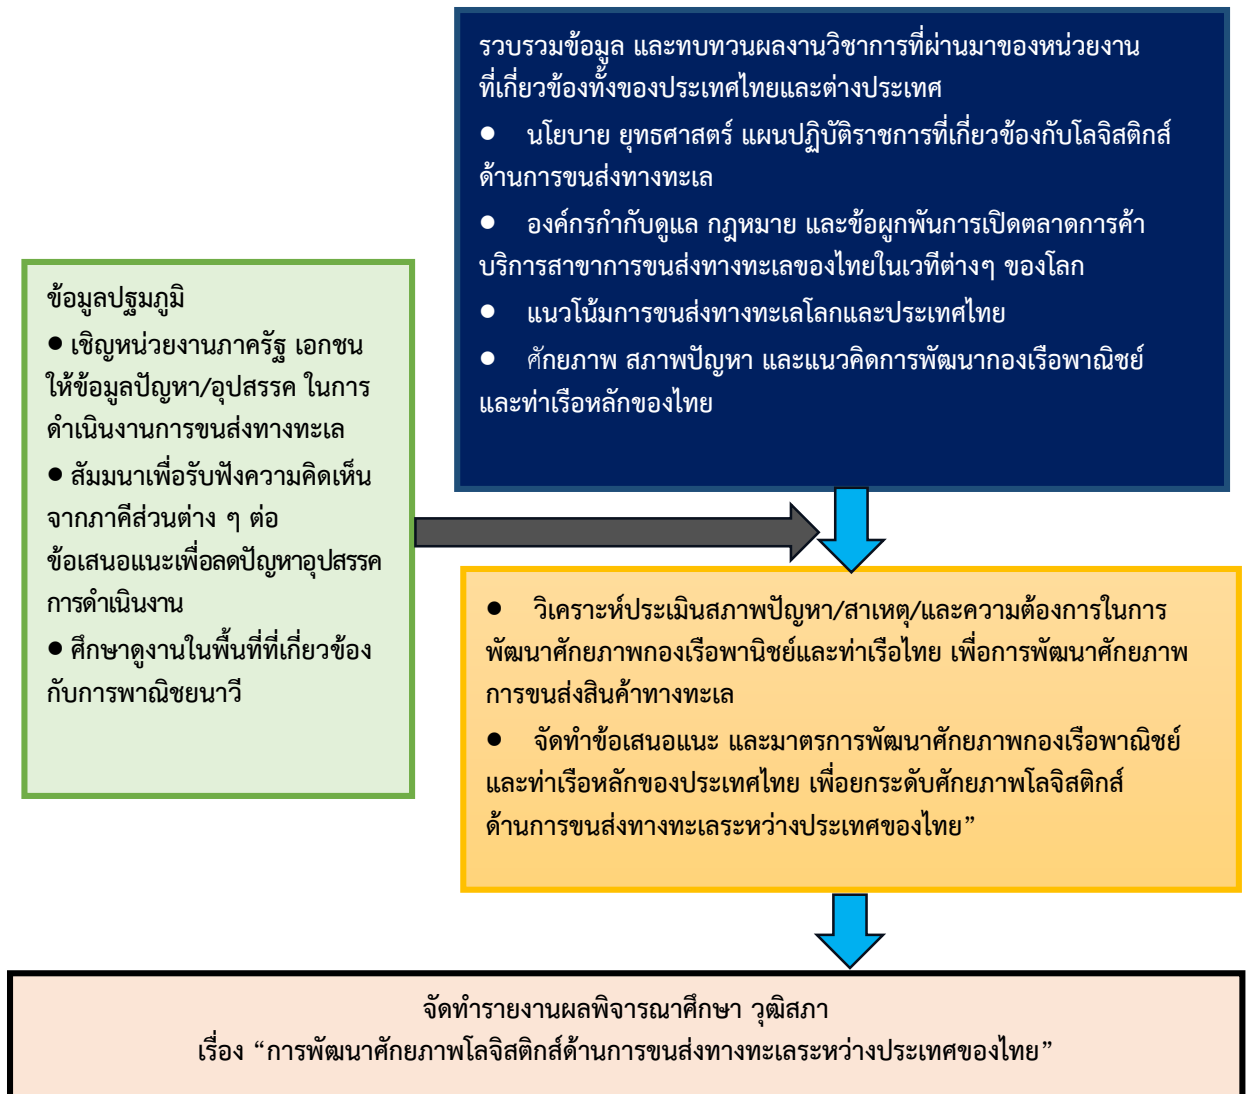 รวบรวมข้อมูล และทบทวนผลงานวิชาการที่ผ่านมาของหน่วยงาน
ที่เกี่ยวข้องทั้งของประเทศไทยและต่างประเทศ
● นโยบาย ยุทธศาสตร์ แผนปฏิบัติราชการที่เกี่ยวข้องกับโลจิสติกส์
ด้านการขนส่งทางทะเล
● องค์กรกำกับดูแล กฎหมาย และข้อผูกพันการเปิดตลาดการค้า
บริการสาขาการขนส่งทางทะเลของไทยในเวทีต่างๆ ของโลก
● แนวโน้มการขนส่งทางทะเลโลกและประเทศไทย
● ศักยภาพ สภาพปัญหา และแนวคิดการพัฒนากองเรือพาณิชย์
และท่าเรือหลักของไทย
ข้อมูลปฐมภูมิ
● เชิญหน่วยงานภาครัฐ เอกชน
ให้ข้อมูลปัญหา/อุปสรรค ในการ
ดำเนินงานการขนส่งทางทะเล
● สัมมนาเพื่อรับฟังความคิดเห็น
จากภาคีส่วนต่าง ๆ ต่อ
ข้อเสนอแนะเพื่อลดปัญหาอุปสรรค
การดำเนินงาน
● ศึกษาดูงานในพื้นที่ที่เกี่ยวข้อง
กับการพาณิชยนาวี
● วิเคราะห์ประเมินสภาพปัญหา/สาเหตุ/และความต้องการในการ
พัฒนาศักยภาพกองเรือพานิชย์และท่าเรือไทย เพื่อการพัฒนาศักยภาพ
การขนส่งสินค้าทางทะเล
● จัดทำข้อเสนอแนะ และมาตรการพัฒนาศักยภาพกองเรือพาณิชย์
และท่าเรือหลักของประเทศไทย เพื่อยกระดับศักยภาพโลจิสติกส์
ด้านการขนส่งทางทะเลระหว่างประเทศของไทย”
จัดทำรายงานผลพิจารณาศึกษา วุฒิสภา
เรื่อง “การพัฒนาศักยภาพโลจิสติกส์ด้านการขนส่งทางทะเลระหว่างประเทศของไทย”